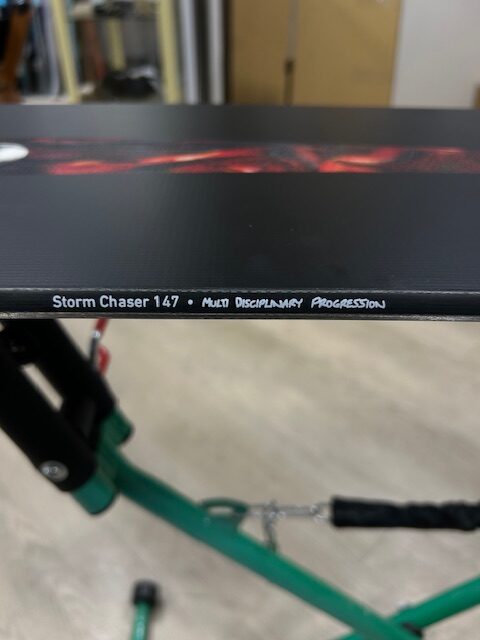 Storm Chaser 147 • MULTI DISCIPLINARY PROGRESSION